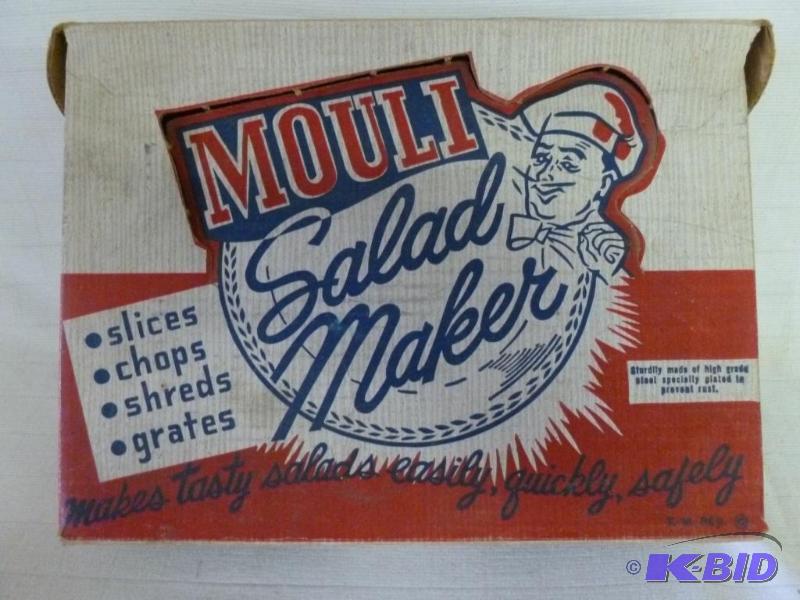 MOULI
Salad
Maker
•slices
•chops
•shreds
•grates
Sturdily made of high grade
steel specially plated to
prevent rust.
makes tasty salads easily, quickly, safely
T. M. REG.
© K-BID